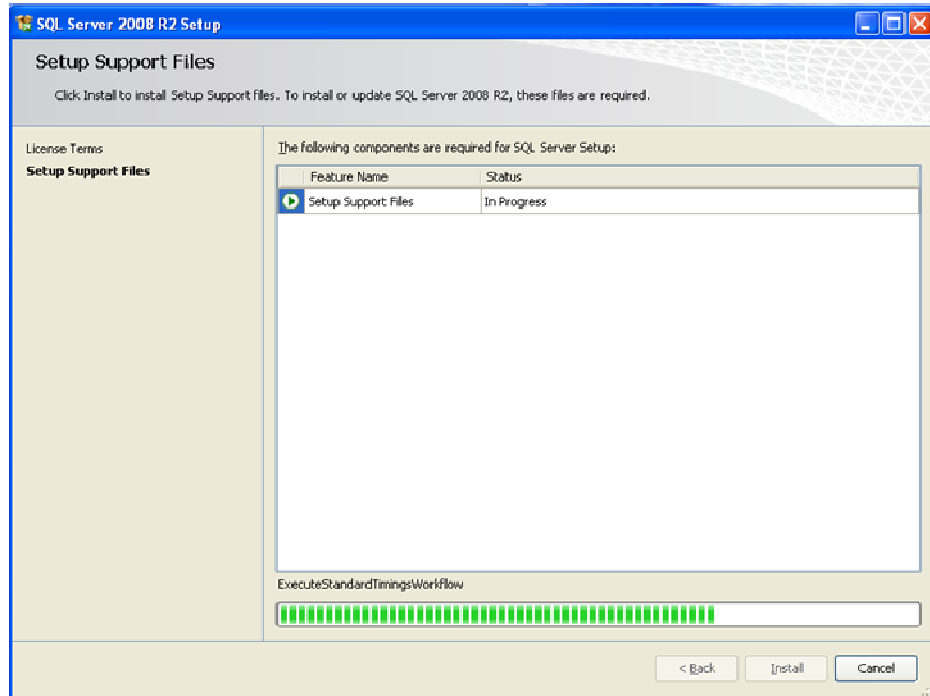 SQL Server 2008 R2 Setup
Setup Support Files
Click Install to install Setup Support files. To install or update SQL Server 2008 R2, these files are required.
License Terms
Setup Support Files
The following components are required for SQL Server Setup:
Feature Name Status
Setup Support Files In Progress
ExecuteStandardTimingsWorkflow
< Back Install Cancel